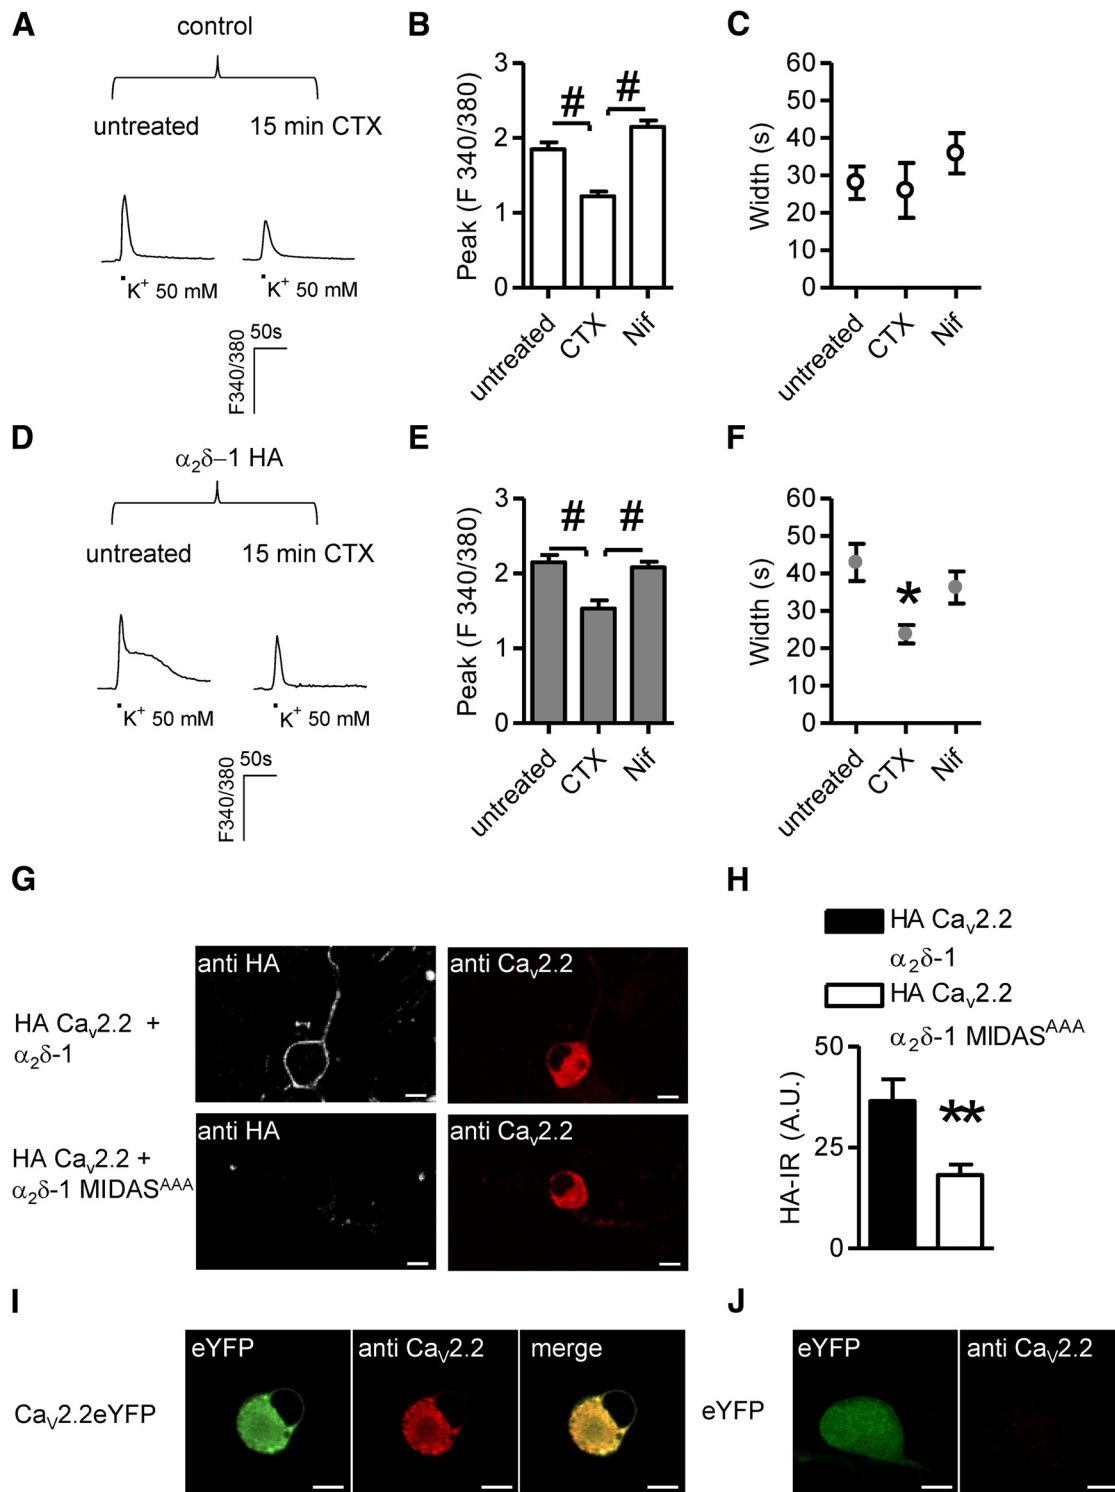 A
control
untreated
15 min CTX
K⁺ 50 mM
K⁺ 50 mM
50s
F340/380
B
Peak (F 340/380)
3
2
1
0
#
#
untreated
CTX
Nif
C
Width (s)
60
50
40
30
20
10
0
untreated
CTX
Nif
D
α₂δ–1 HA
untreated
15 min CTX
K⁺ 50 mM
K⁺ 50 mM
50s
F340/380
E
Peak (F 340/380)
3
2
1
0
#
#
untreated
CTX
Nif
F
Width (s)
60
50
40
30
20
10
0
*
untreated
CTX
Nif
G
HA Caᵥ2.2 +
α₂δ-1
anti HA
anti Caᵥ2.2
HA Caᵥ2.2 +
α₂δ-1 MIDASᴬᴬᴬ
anti HA
anti Caᵥ2.2
H
HA Caᵥ2.2
α₂δ-1
HA Caᵥ2.2
α₂δ-1 MIDASᴬᴬᴬ
HA-IR (A.U.)
50
25
0
**
I
CaV2.2eYFP
eYFP
anti CaV2.2
merge
J
eYFP
eYFP
anti CaV2.2